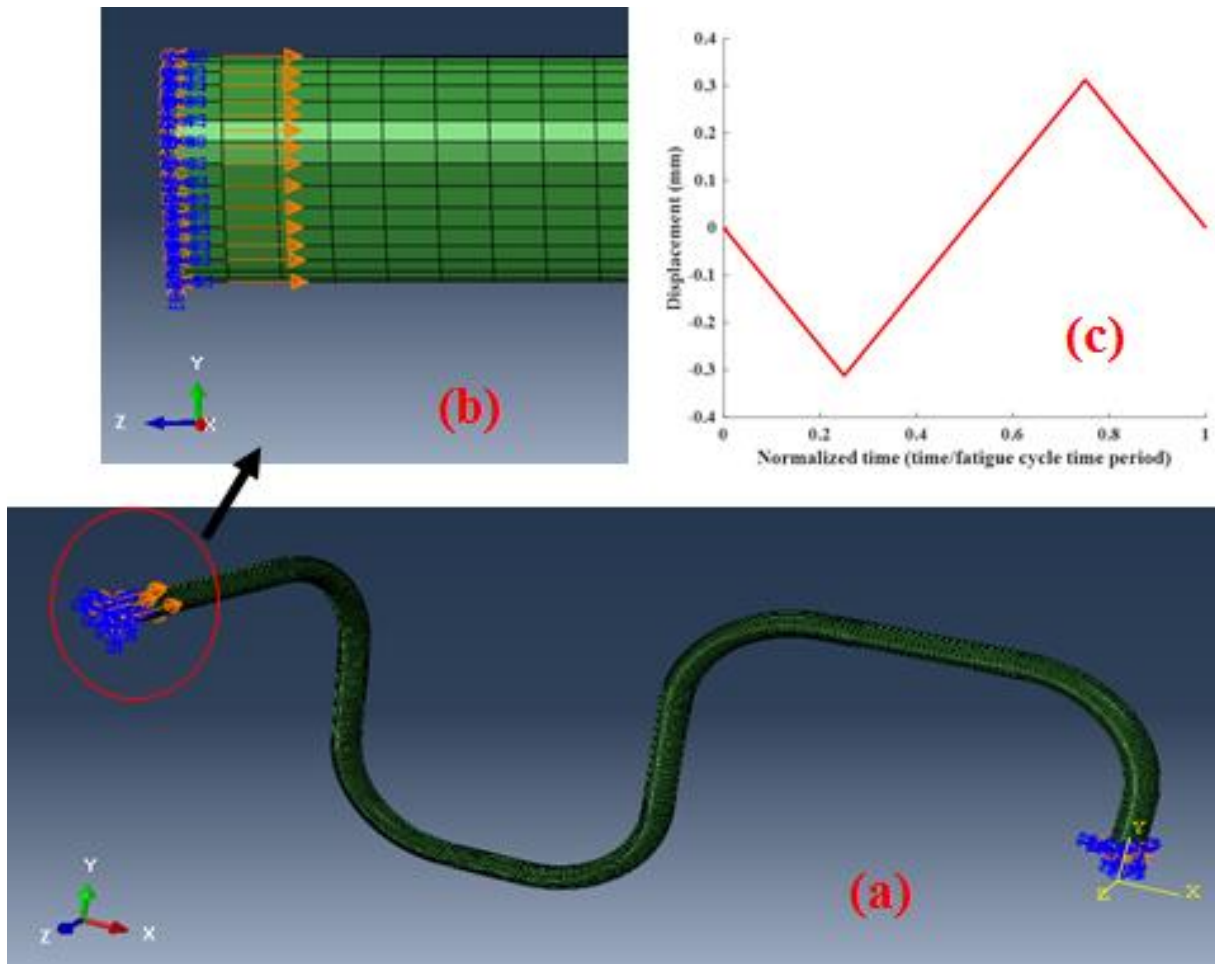 Y
Z
X
(b)
0.4
0.3
0.2
0.1
0
-0.1
-0.2
-0.3
-0.4
Displacement (mm)
(c)
0
0.2
0.4
0.6
0.8
1
Normalized time (time/fatigue cycle time period)
Y
Z
X
(a)
Y
Z
X